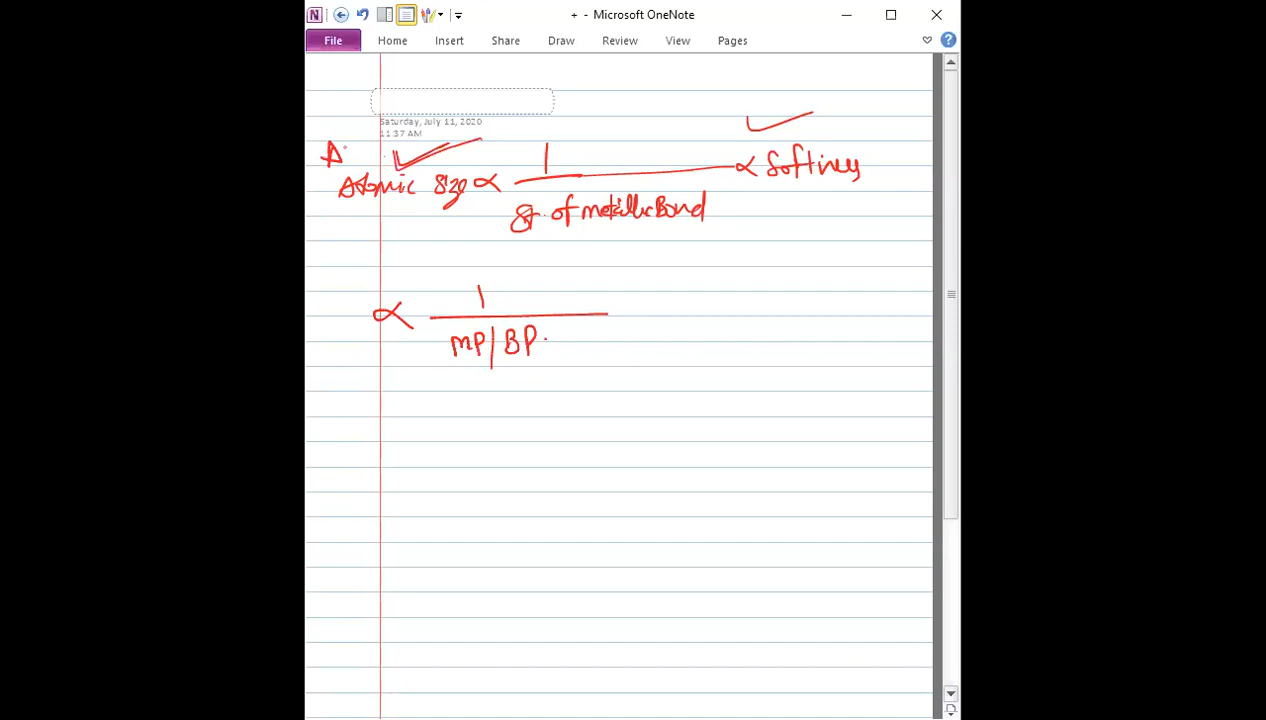 + - Microsoft OneNote
File Home Insert Share Draw Review View Pages
Saturday, July 11, 2020
11:37 AM
A
Atomic Size ∝ 1 / St. of metallic Bond ∝ Softness
∝ 1 / MP | BP.